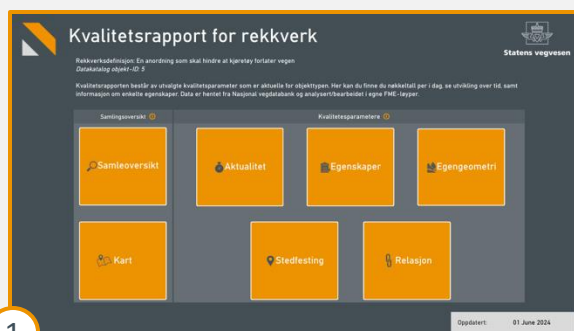 Kvalitetsrapport for rekkverk
Statens vegvesen
Rekkverksdefinisjon: En anordning som skal hindre at kjøretøy forlater vegen
Datakatalog objekt-ID: 5
Kvalitetsrapporten består av utvalgte kvalitetsparameter som er aktuelle for objekttypen. Her kan du finne du nøkkeltall per i dag, se utvikling over tid, samt
informasjon om enkelte egenskaper. Data er hentet fra Nasjonal vegdatabank og analysert/bearbeidet i egne FME-løyper.
Samlingsoversikt
Kvalitetesparametere
Samleoversikt
Aktualitet
Egenskaper
Egengeometri
Kart
Stedfesting
Relasjon
Oppdatert: 01 June 2024
1